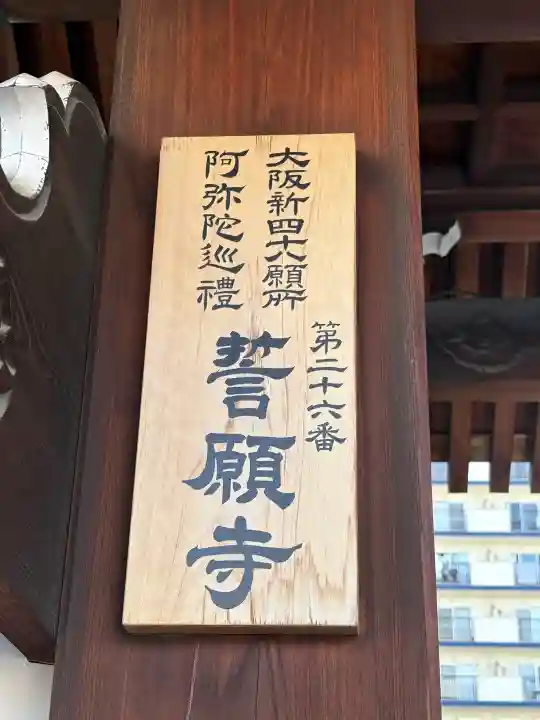 大阪新四十八願所
阿弥陀巡禮
第二十六番
誓願寺